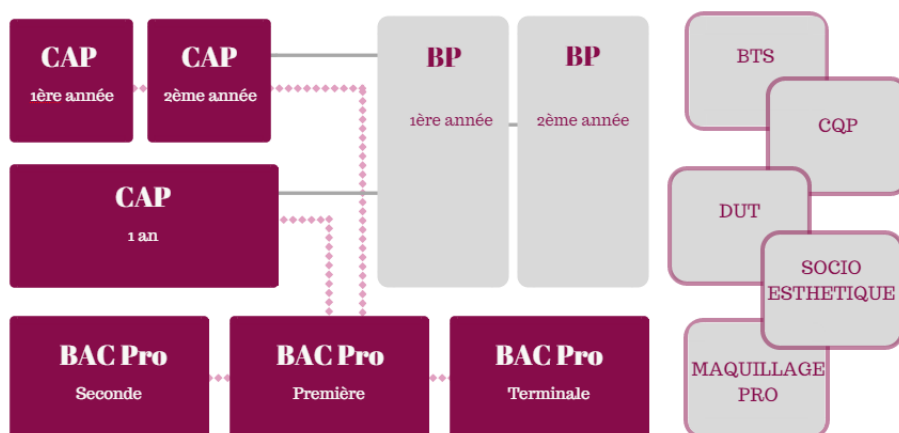 CAP
1ère année
CAP
2ème année
BP
1ère année
BP
2ème année
CAP
1 an
BAC Pro
Seconde
BAC Pro
Première
BAC Pro
Terminale
BTS
CQP
DUT
SOCIO
ESTHETIQUE
MAQUILLAGE
PRO